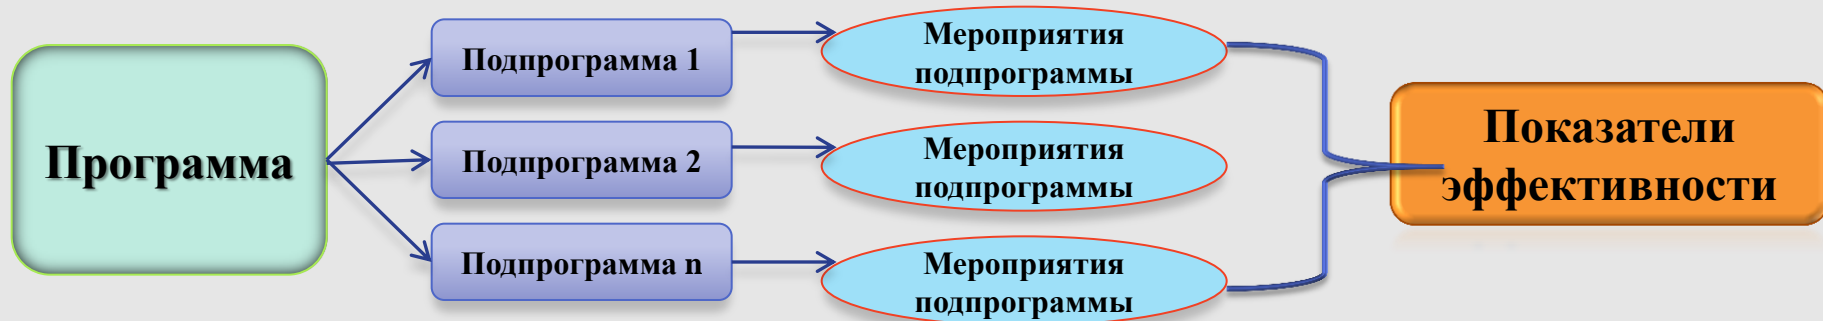 Программа
Подпрограмма 1
Подпрограмма 2
Подпрограмма n
Мероприятия
подпрограммы
Мероприятия
подпрограммы
Мероприятия
подпрограммы
Показатели
эффективности